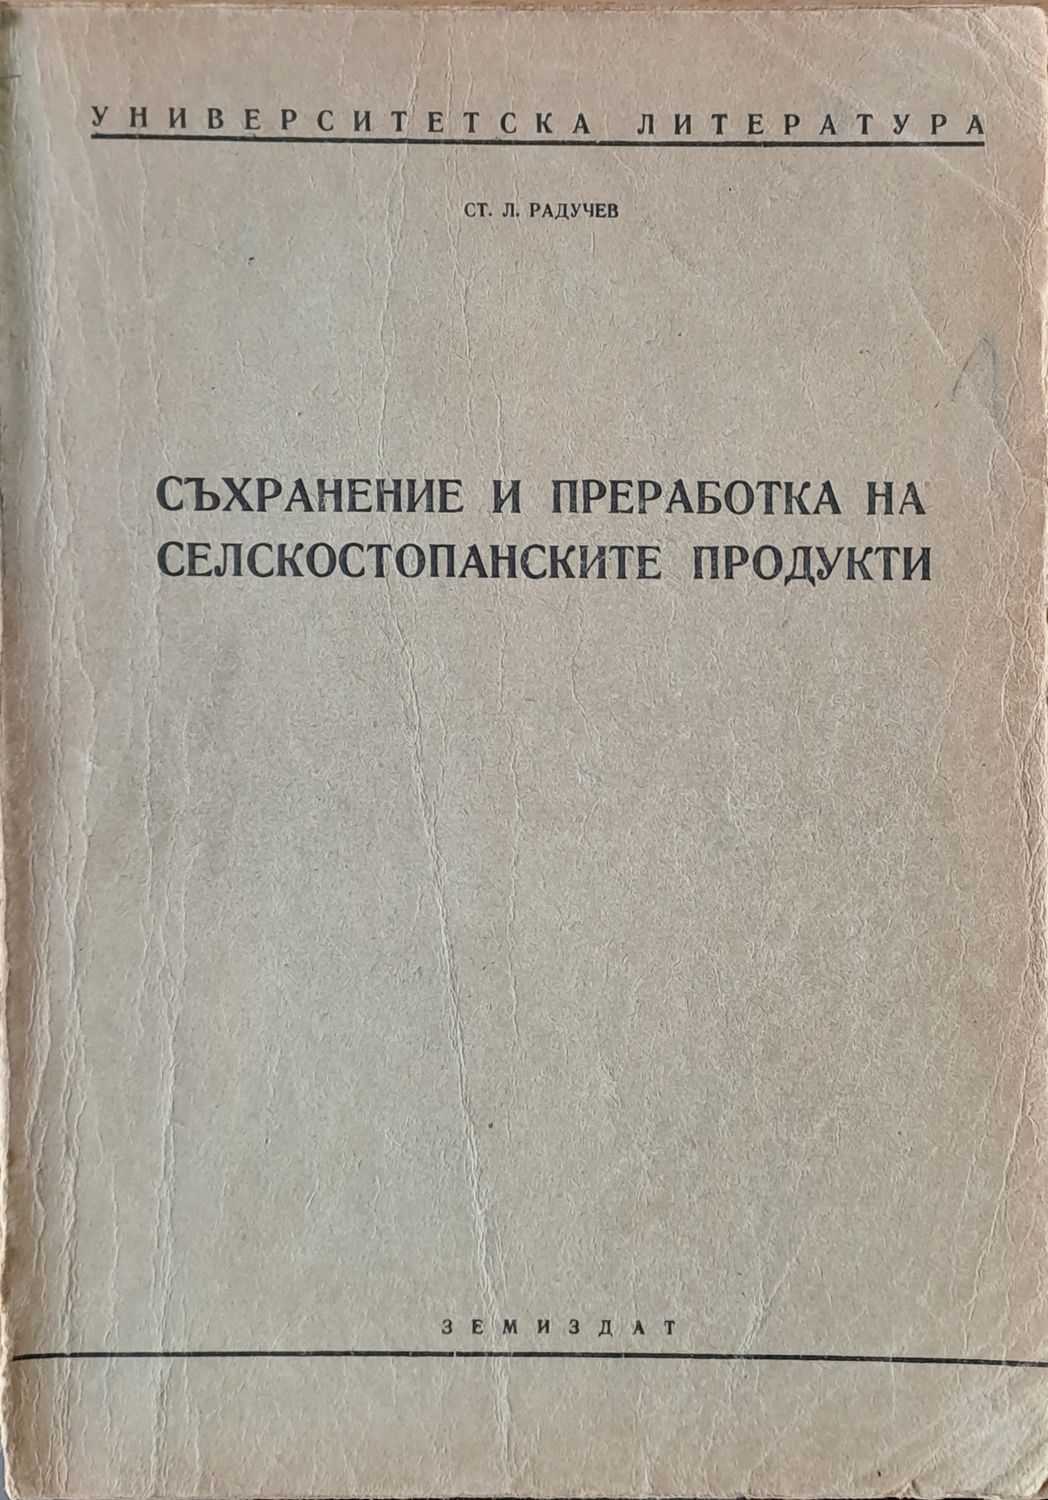 УНИВЕРСИТЕТСКА ЛИТЕРАТУРА
СТ. Л. РАДУЧЕВ
СЪХРАНЕНИЕ И ПРЕРАБОТКА НА
СЕЛСКОСТОПАНСКИТЕ ПРОДУКТИ
ЗЕМИЗДАТ